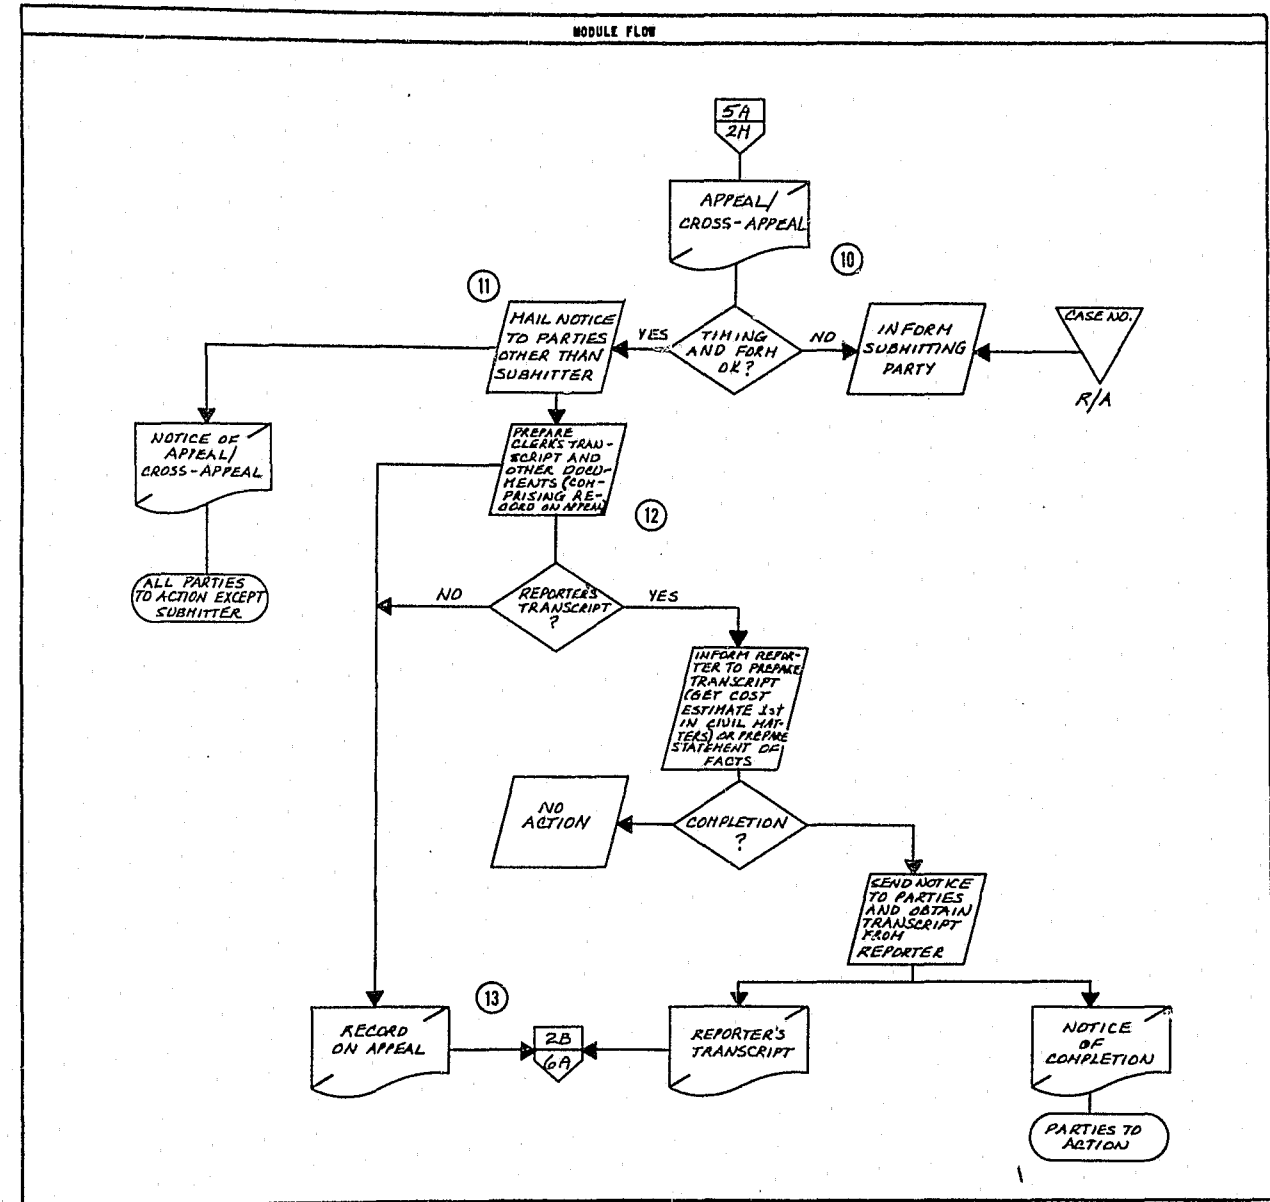 MODULE FLOW
5A
2H
APPEAL/
CROSS-APPEAL
10
11
MAIL NOTICE
TO PARTIES
OTHER THAN
SUBMITTER
YES
TIMING
AND FORM
OK?
NO
INFORM
SUBMITTING
PARTY
CASE NO.
R/A
NOTICE OF
APPEAL/
CROSS-APPEAL
PREPARE
CLERKS TRAN-
SCRIPT AND
OTHER DOCU-
MENTS (COM-
PRISING RE-
CORD ON APPEAL)
12
ALL PARTIES
TO ACTION EXCEPT
SUBMITTER
NO
REPORTER'S
TRANSCRIPT
?
YES
INFORM REPOR-
TER TO PREPARE
TRANSCRIPT
(GET COST
ESTIMATE 1st
IN CIVIL MAT-
TERS) OR PREPARE
STATEMENT OF
FACTS
NO
ACTION
COMPLETION
?
SEND NOTICE
TO PARTIES
AND OBTAIN
TRANSCRIPT
FROM
REPORTER
13
RECORD
ON APPEAL
2B
6A
REPORTER'S
TRANSCRIPT
NOTICE
OF
COMPLETION
PARTIES TO
ACTION